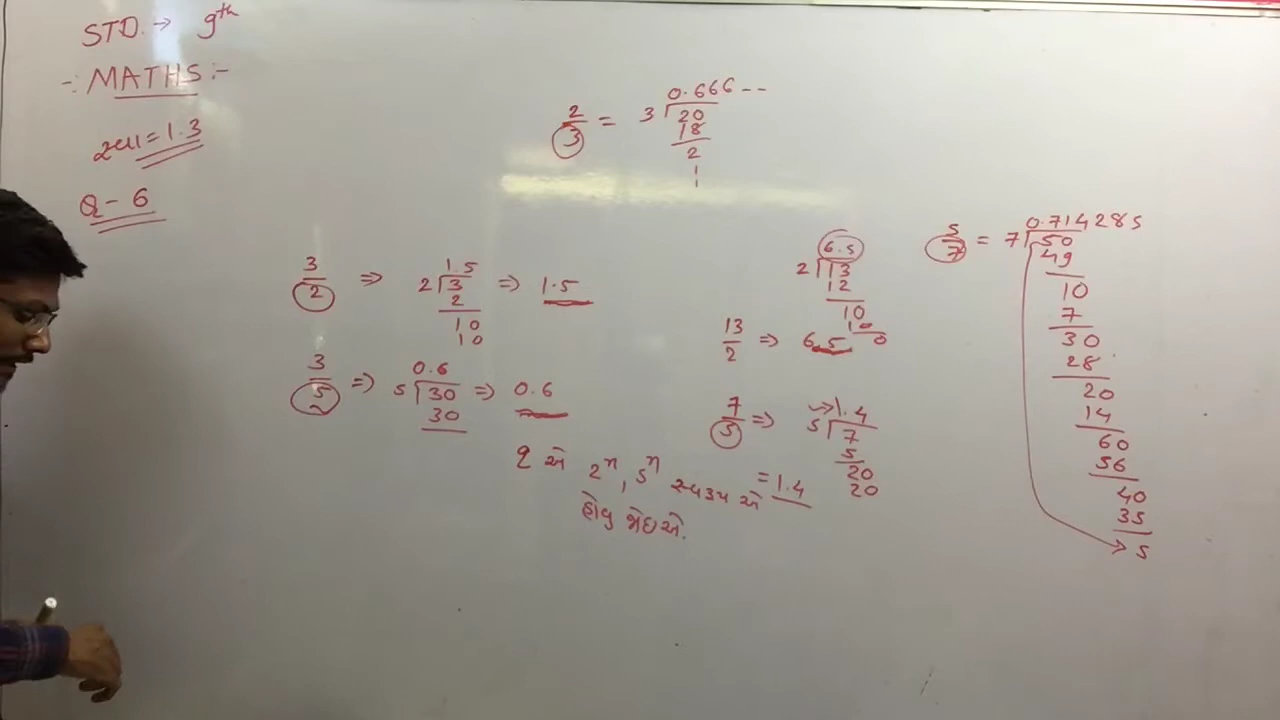 STD. → 9th
-: MATHS :-
સ્વા = 1.3
Q - 6
2/3 = 3 20 0.666--
18
2
3/2 ⇒ 2 3 1.5 ⇒ 1.5
2
10
10
3/5 ⇒ 5 30 0.6 ⇒ 0.6
30
6.5
2 13
12
10
10
0
13/2 ⇒ 6.5
7/5 ⇒ 5 7 →1.4
5
20
20
= 1.4
q એ 2ⁿ, 5ⁿ સ્વરૂપ એ
હોવુ જોઇએ.
5/7 = 7 50 0.714285
49
10
7
30
28
20
14
60
56
40
35
5